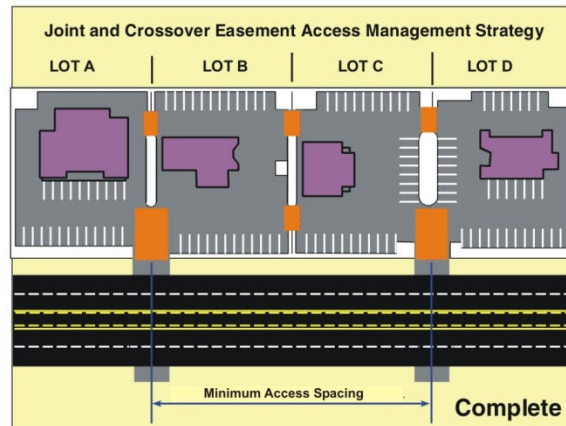 Joint and Crossover Easement Access Management Strategy
LOT A LOT B LOT C LOT D
Minimum Access Spacing
Complete